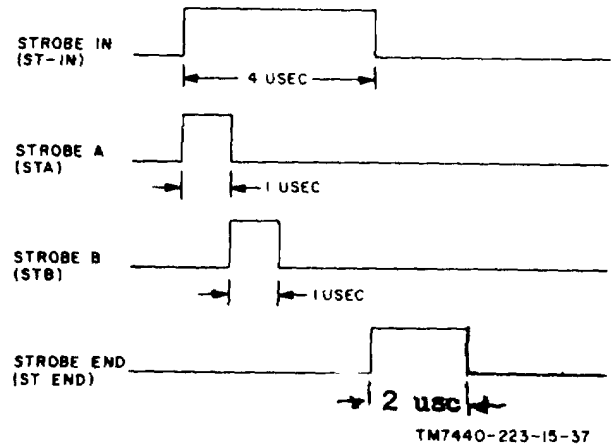 STROBE IN
(ST-IN)
4 USEC
STROBE A
(STA)
1 USEC
STROBE B
(STB)
1 USEC
STROBE END
(ST END)
2 usc
TM7440-223-15-37